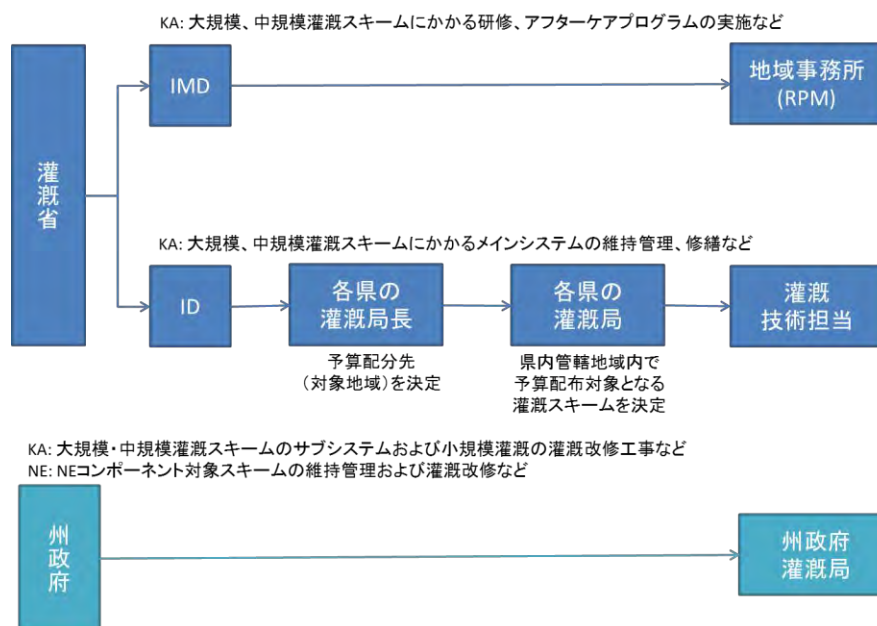 KA: 大規模、中規模灌漑スキームにかかる研修、アフターケアプログラムの実施など
IMD
地域事務所
(RPM)
灌漑省
KA: 大規模、中規模灌漑スキームにかかるメインシステムの維持管理、修繕など
ID
各県の
灌漑局長
各県の
灌漑局
灌漑
技術担当
予算配分先
(対象地域)を決定
県内管轄地域内で
予算配布対象となる
灌漑スキームを決定
KA: 大規模・中規模灌漑スキームのサブシステムおよび小規模灌漑の灌漑改修工事など
NE: NEコンポーネント対象スキームの維持管理および灌漑改修など
州政府
州政府
灌漑局